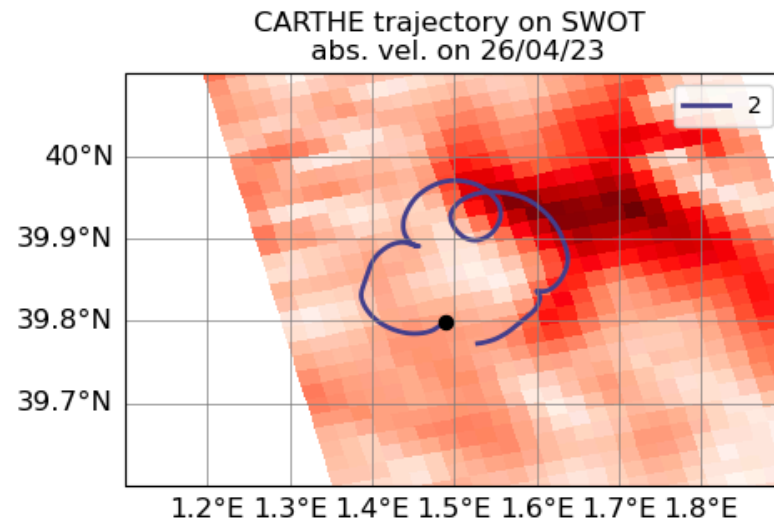 CARTHE trajectory on SWOT
abs. vel. on 26/04/23
2
40°N
39.9°N
39.8°N
39.7°N
1.2°E 1.3°E 1.4°E 1.5°E 1.6°E 1.7°E 1.8°E